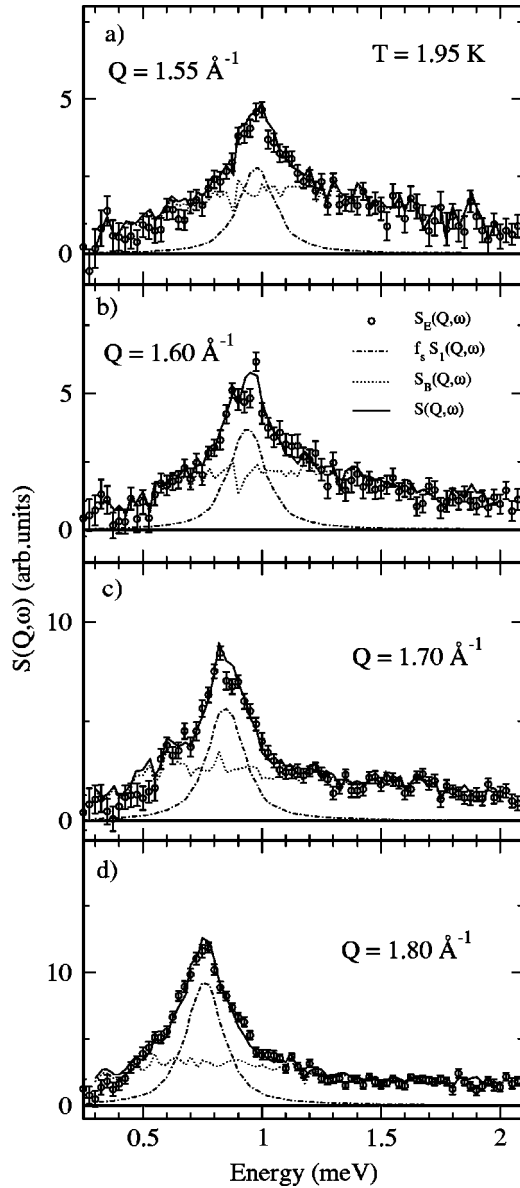 a)
T = 1.95 K
Q = 1.55 Å⁻¹
5
0
b)
Q = 1.60 Å⁻¹
S_E(Q,ω)
f_s S_1(Q,ω)
S_B(Q,ω)
S(Q,ω)
5
0
c)
Q = 1.70 Å⁻¹
10
0
d)
Q = 1.80 Å⁻¹
10
0
S(Q,ω) (arb.units)
0.5 1 1.5 2
Energy (meV)